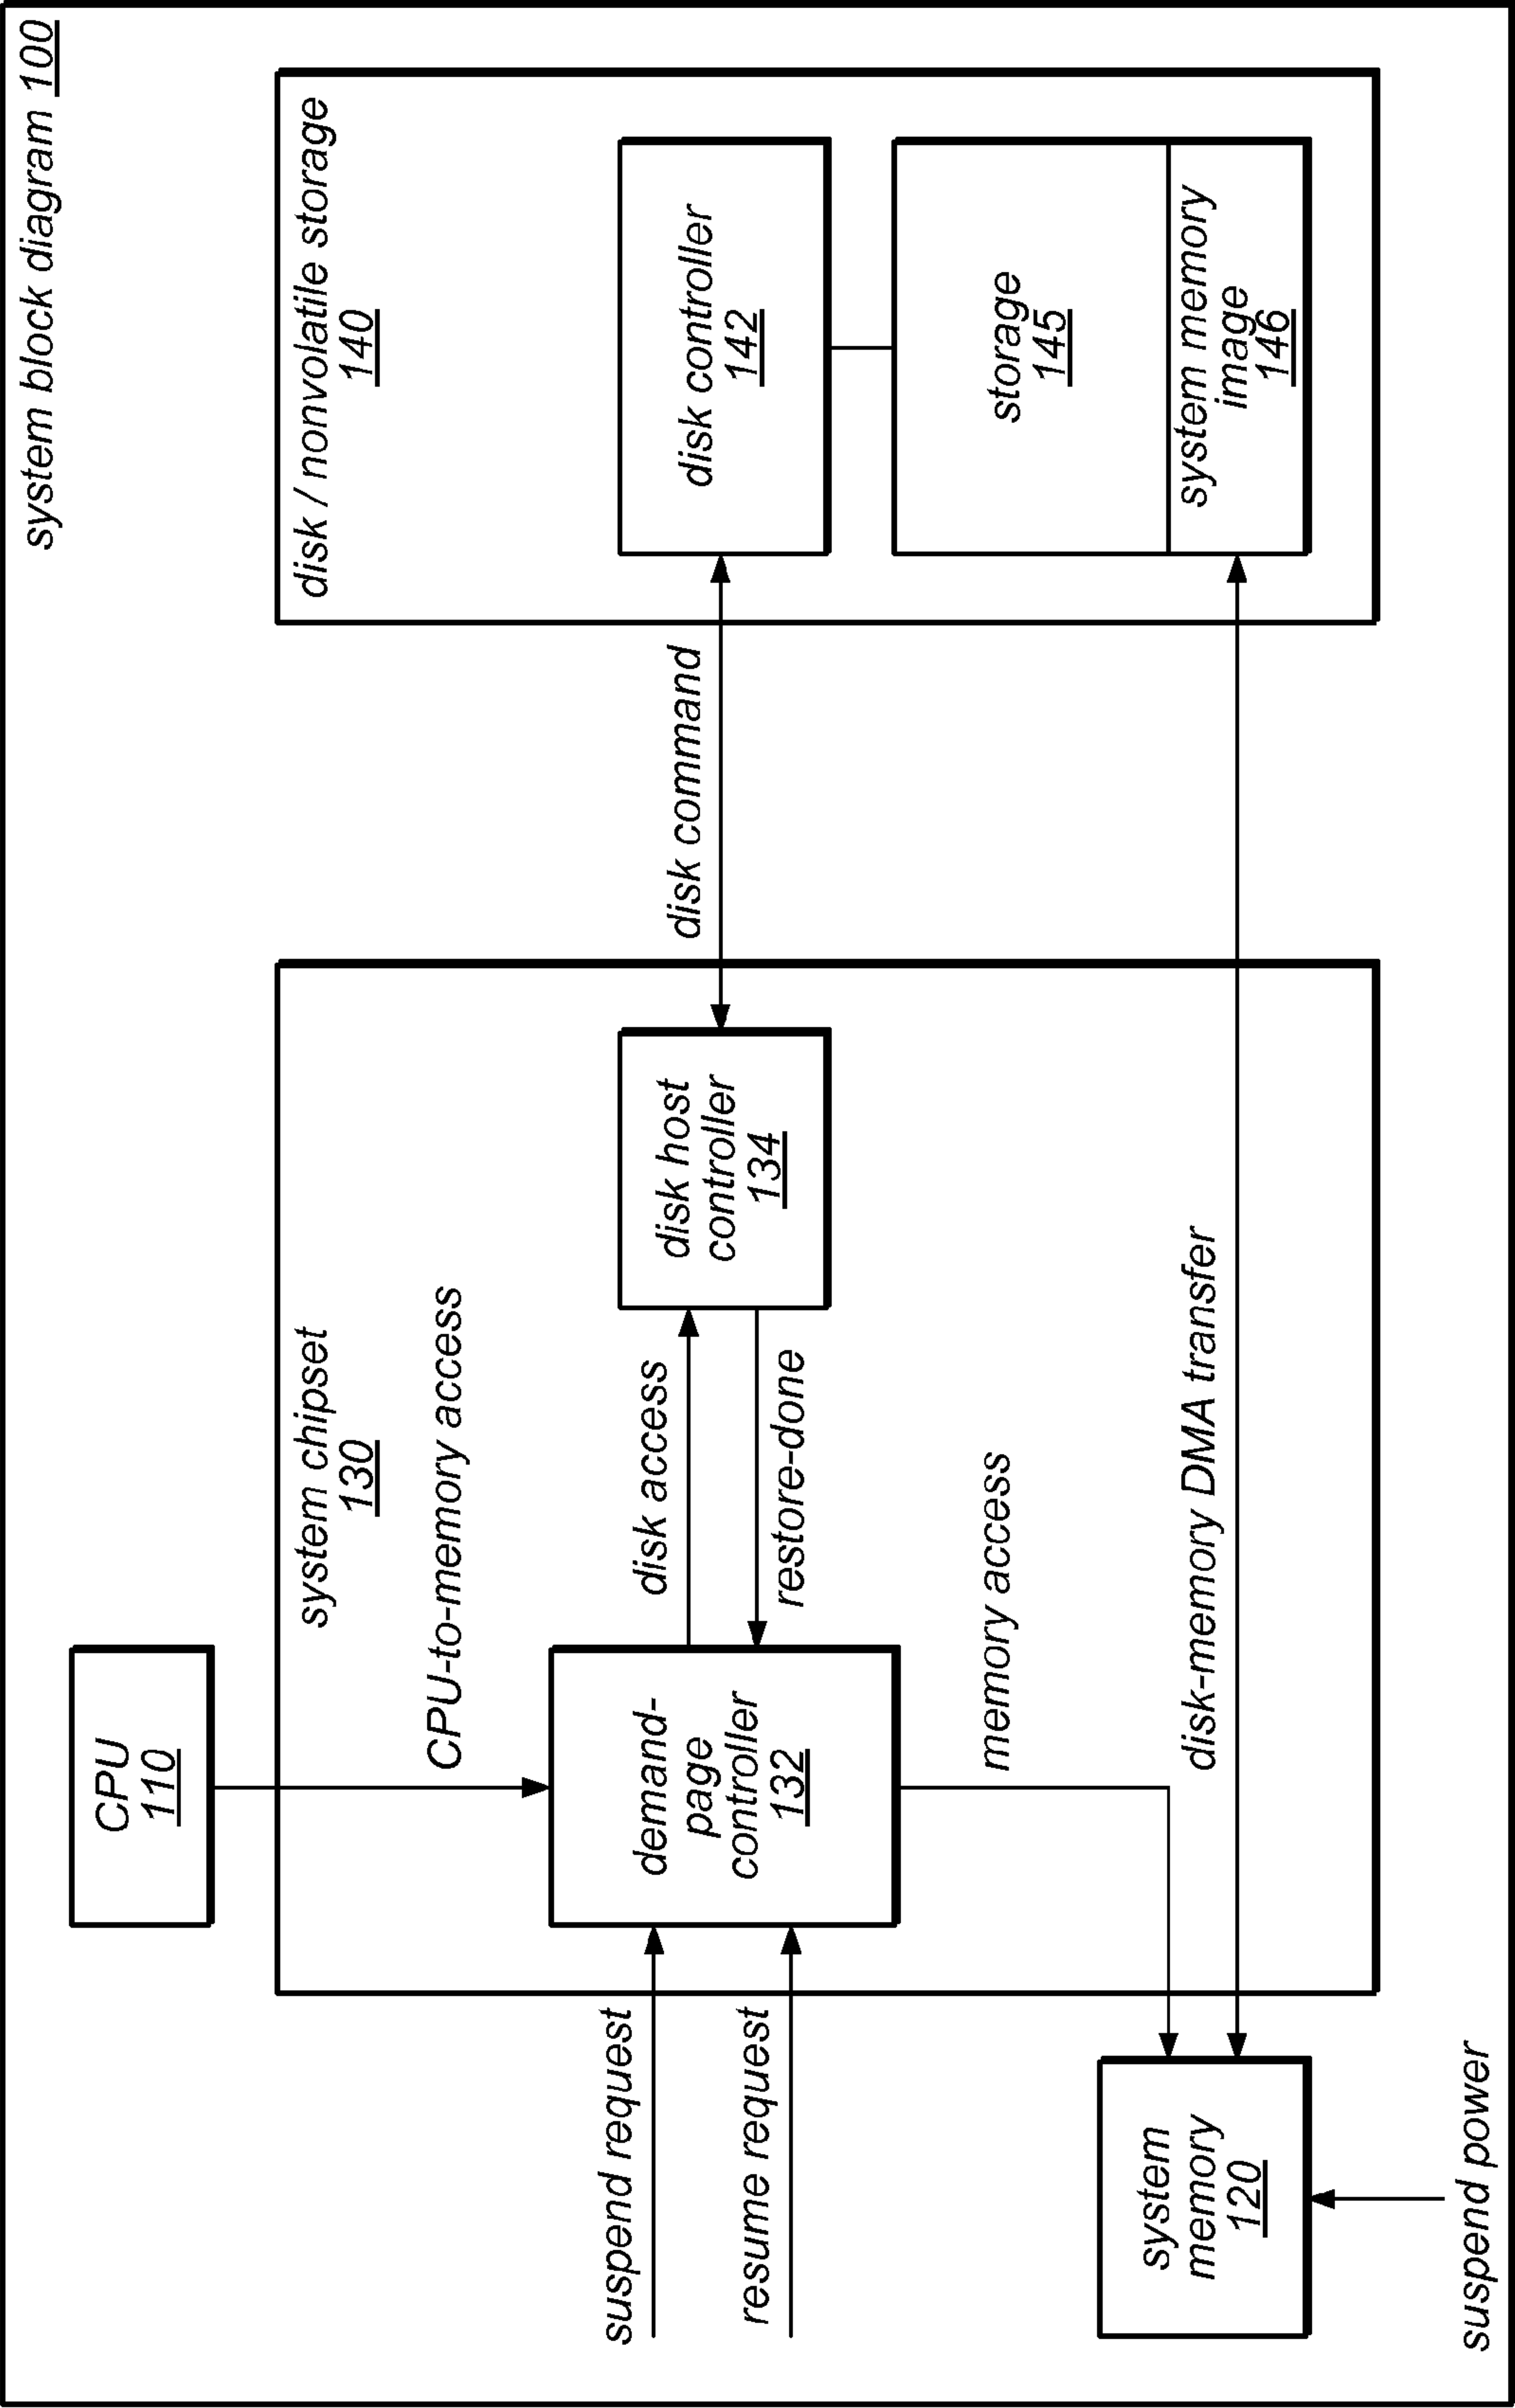 system block diagram 100
CPU
110
system chipset
130
CPU-to-memory access
suspend request
resume request
demand-
page
controller
132
disk access
restore-done
disk host
controller
134
memory access
disk-memory DMA transfer
system
memory
120
suspend power
disk command
disk / nonvolatile storage
140
disk controller
142
storage
145
system memory
image
146